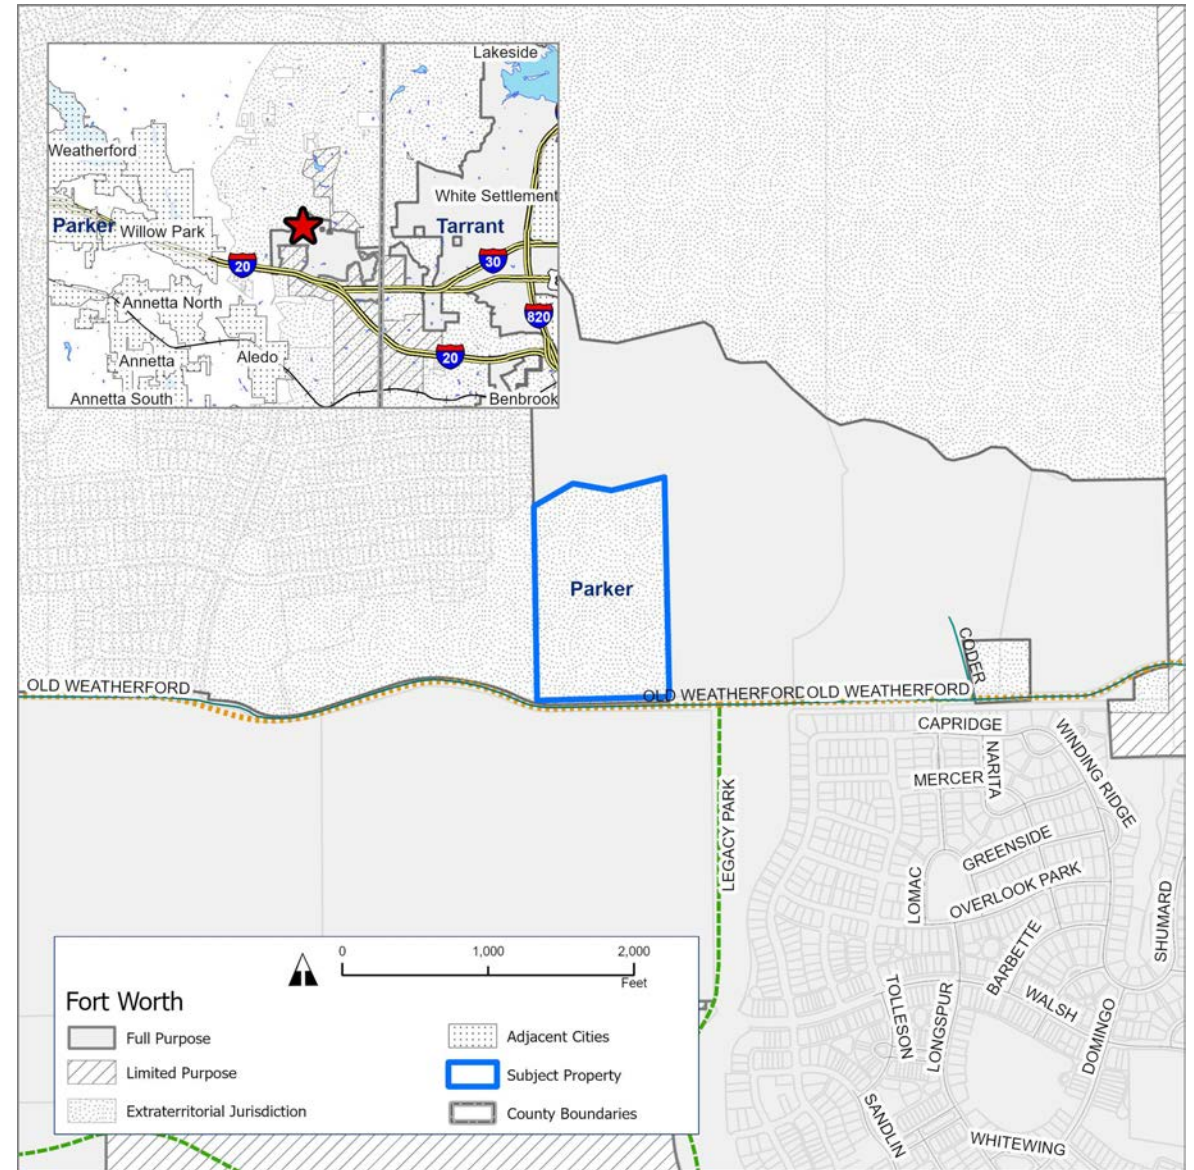 Lakeside
Weatherford
White Settlement
Parker
Willow Park
Tarrant
20
30
Annetta North
820
Annetta
Aledo
20
Annetta South
Benbrook
Parker
CODER
OLD WEATHERFORD
OLD WEATHERFORD
OLD WEATHERFORD
CAPRIDGE
WINDING RIDGE
NARITA
MERCER
LEGACY PARK
GREENSIDE
OVERLOOK PARK
LOMAC
SHUMARD
BARBETTE
TOLLESON
LONGSPUR
WALSH
DOMINGO
SANDLIN
WHITEWING
0
1,000
2,000
Feet
Fort Worth
Full Purpose
Adjacent Cities
Limited Purpose
Subject Property
Extraterritorial Jurisdiction
County Boundaries